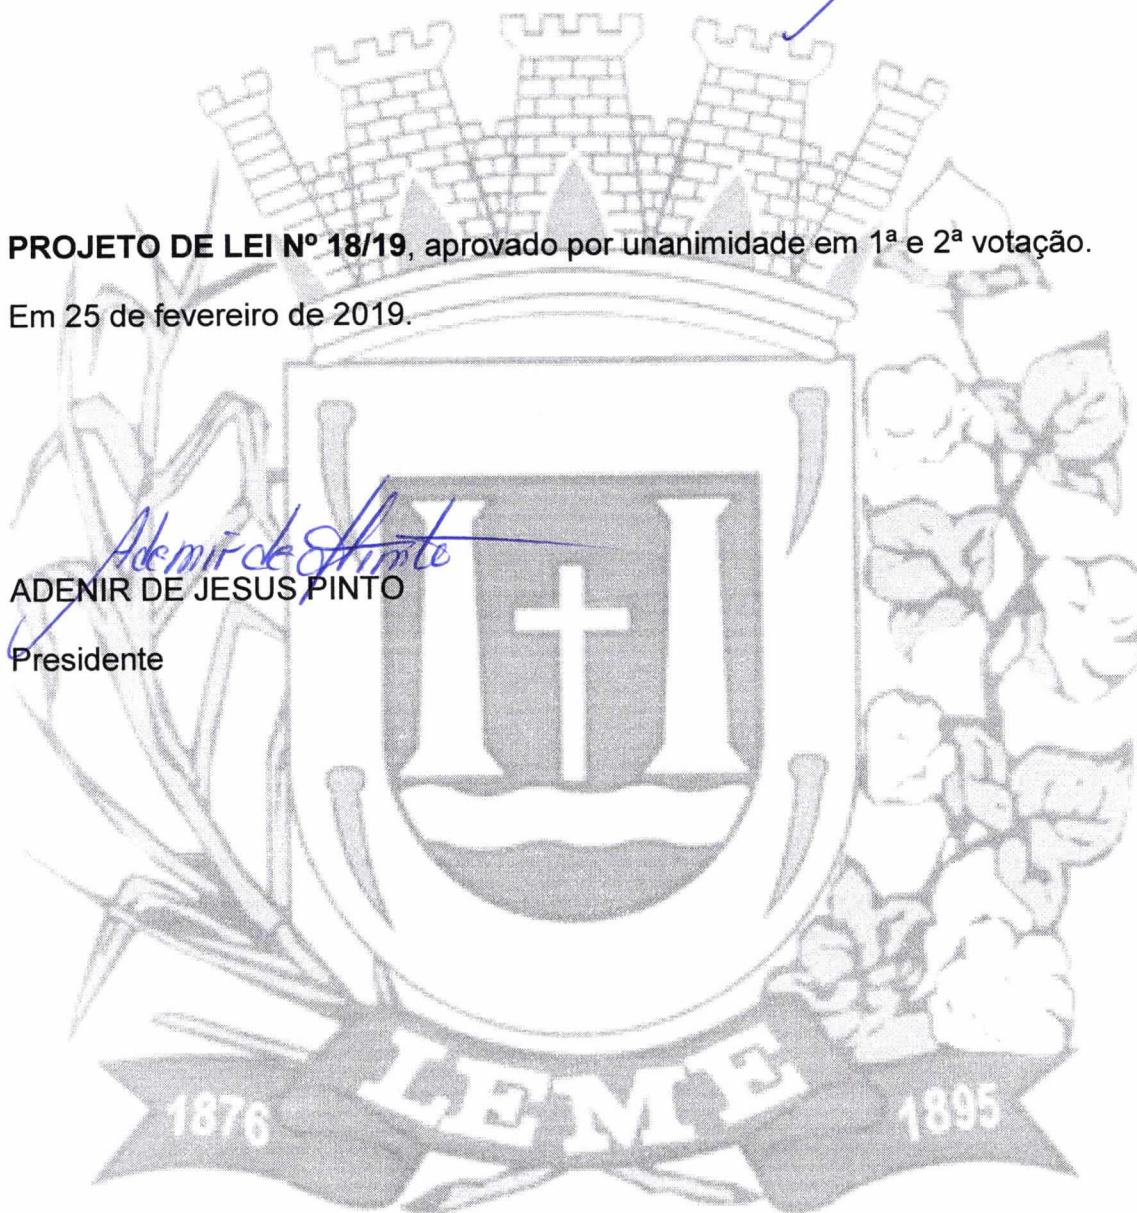 PROJETO DE LEI Nº 18/19, aprovado por unanimidade em 1ª e 2ª votação.
Em 25 de fevereiro de 2019.
ADENIR DE JESUS PINTO
Presidente
LEME
1876
1895